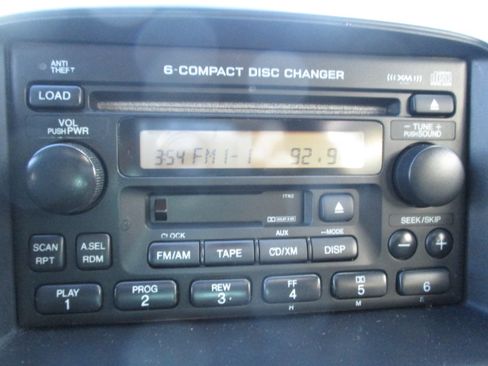 ANTI
THEFT
6-COMPACT DISC CHANGER
XM
LOAD
VOL
PUSH PWR
− TUNE +
PUSH SOUND
3:54 FM1-1 92.9
SEEK/SKIP
CLOCK
AUX
MODE
SCAN
RPT
A.SEL
RDM
FM/AM
TAPE
CD/XM
DISP
−
+
PLAY
1
PROG
2
REW
3
FF
4
5
6
H
M